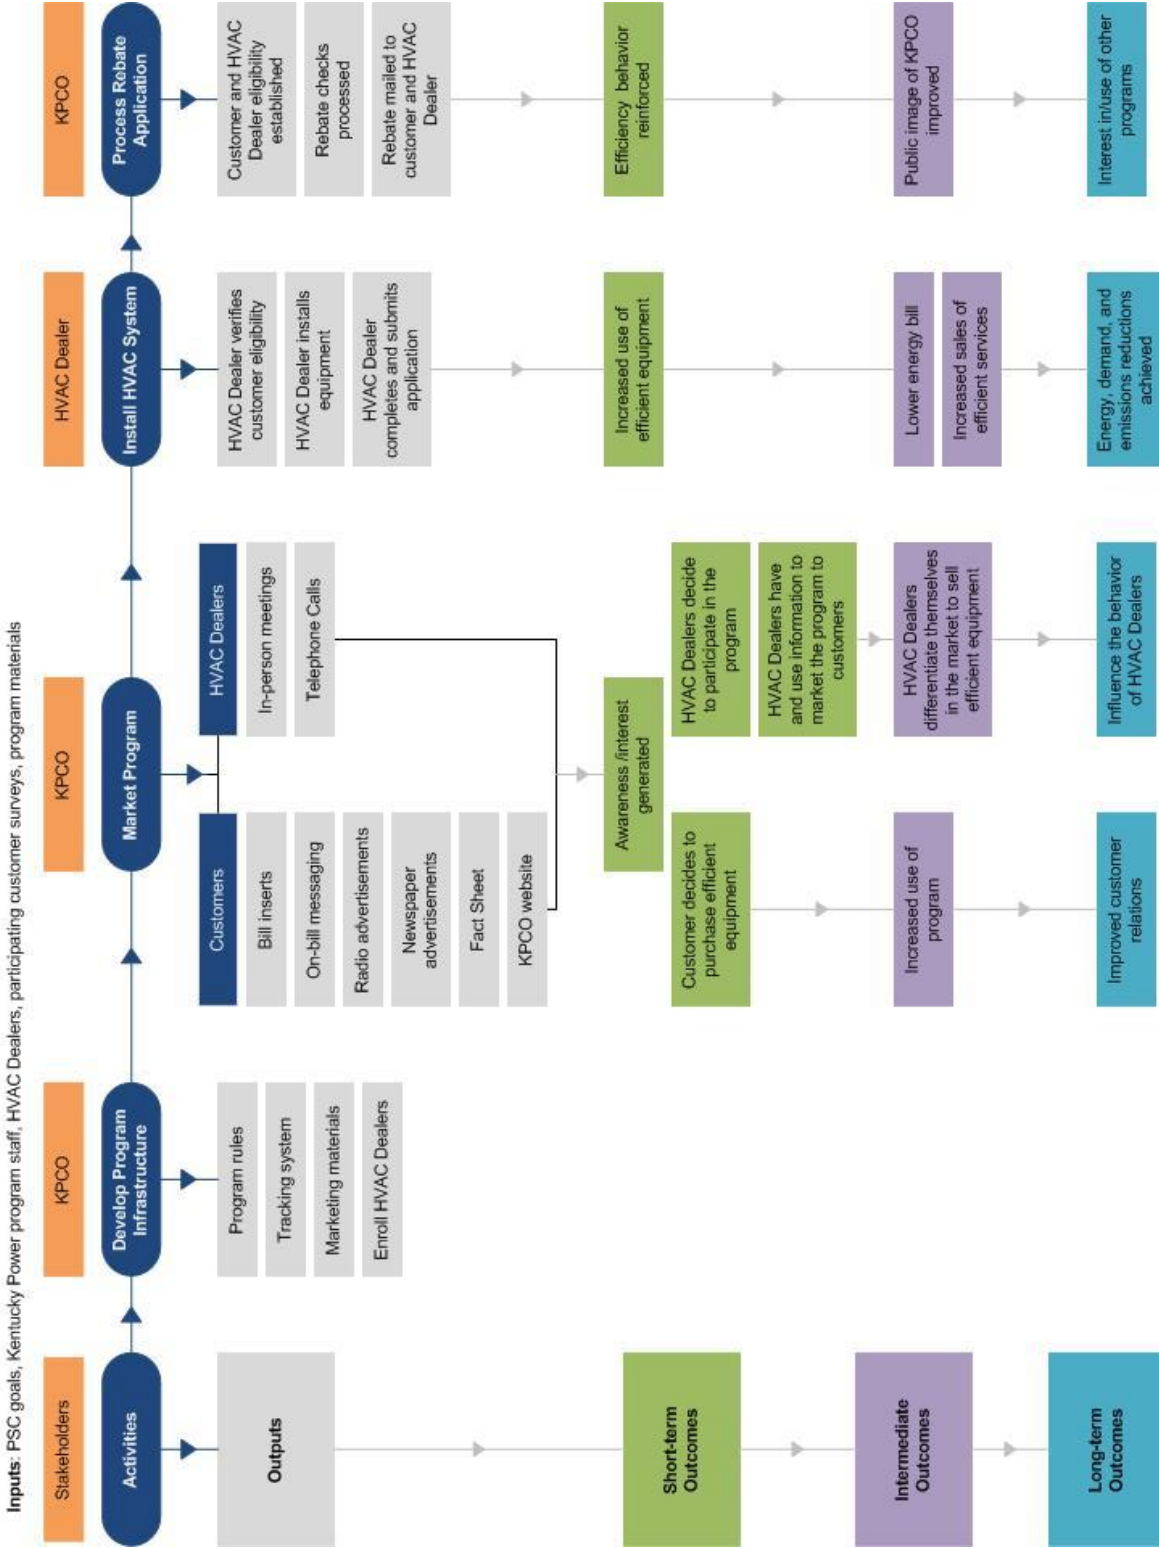 Inputs: PSC goals, Kentucky Power program staff, HVAC Dealers, participating customer surveys, program materials
Stakeholders
KPCO
KPCO
HVAC Dealer
KPCO
Activities
Develop Program
Infrastructure
Market Program
Install HVAC System
Process Rebate
Application
Outputs
Program rules
Tracking system
Marketing materials
Enroll HVAC Dealers
Customers
Bill inserts
On-bill messaging
Radio advertisements
Newspaper
advertisements
Fact Sheet
KPCO website
HVAC Dealers
In-person meetings
Telephone Calls
HVAC Dealer verifies
customer eligibility
HVAC Dealer installs
equipment
HVAC Dealer
completes and submits
application
Customer and HVAC
Dealer eligibility
established
Rebate checks
processed
Rebate mailed to
customer and HVAC
Dealer
Short-term
Outcomes
Awareness /interest
generated
Customer decides to
purchase efficient
equipment
HVAC Dealers decide
to participate in the
program
HVAC Dealers have
and use information to
market the program to
customers
Increased use of
efficient equipment
Efficiency behavior
reinforced
Intermediate
Outcomes
Increased use of
program
HVAC Dealers
differentiate themselves
in the market to sell
efficient equipment
Lower energy bill
Increased sales of
efficient services
Public image of KPCO
improved
Long-term
Outcomes
Improved customer
relations
Influence the behavior
of HVAC Dealers
Energy, demand, and
emissions reductions
achieved
Interest in/use of other
programs